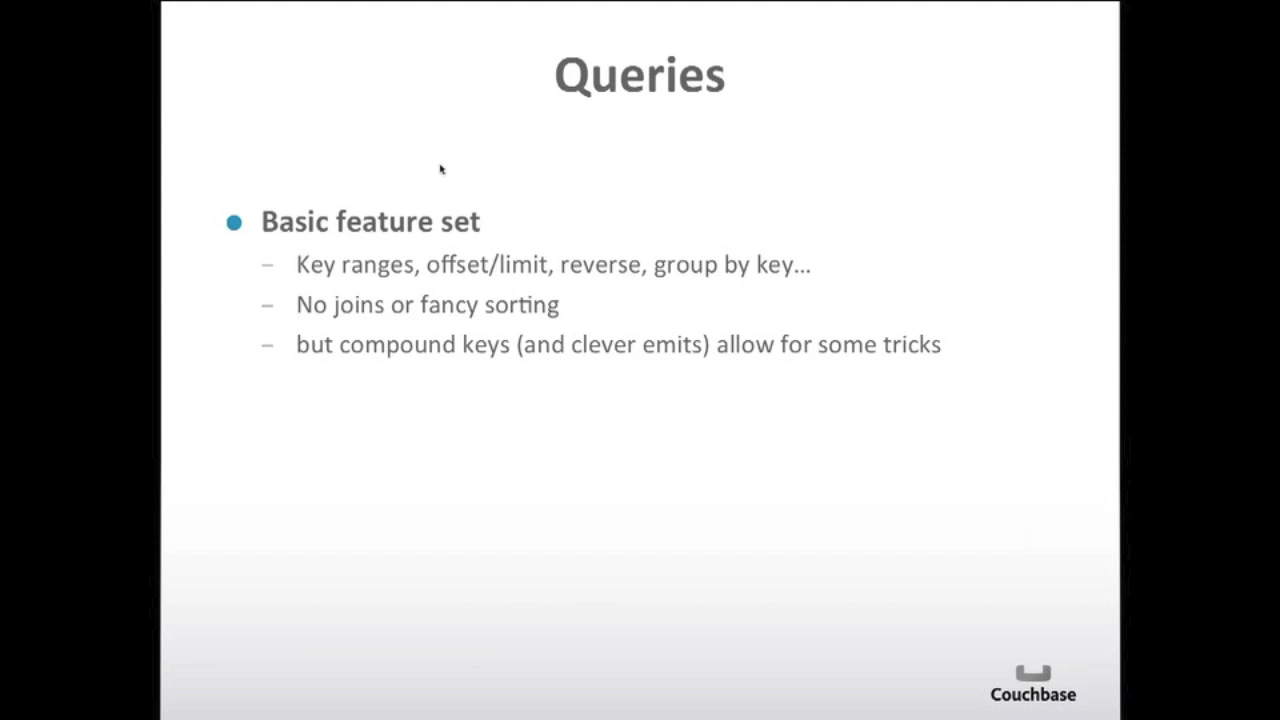 Queries
Basic feature set
– Key ranges, offset/limit, reverse, group by key...
– No joins or fancy sorting
– but compound keys (and clever emits) allow for some tricks
Couchbase